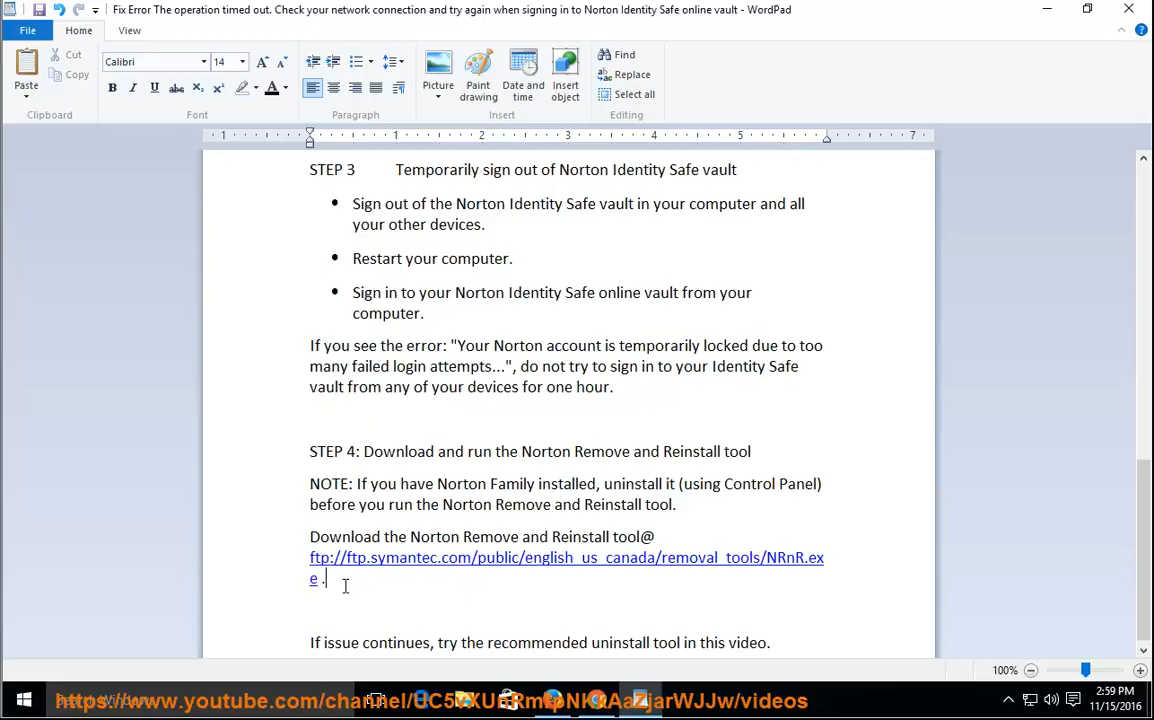 Fix Error The operation timed out. Check your network connection and try again when signing in to Norton Identity Safe online vault - WordPad
File Home View
Paste
Cut
Copy
Clipboard
Calibri 14
Font
Paragraph
Picture
Paint drawing
Date and time
Insert object
Insert
Find
Replace
Select all
Editing
1 1 2 3 4 5 7
STEP 3 Temporarily sign out of Norton Identity Safe vault
• Sign out of the Norton Identity Safe vault in your computer and all
your other devices.
• Restart your computer.
• Sign in to your Norton Identity Safe online vault from your
computer.
If you see the error: "Your Norton account is temporarily locked due to too
many failed login attempts...", do not try to sign in to your Identity Safe
vault from any of your devices for one hour.
STEP 4: Download and run the Norton Remove and Reinstall tool
NOTE: If you have Norton Family installed, uninstall it (using Control Panel)
before you run the Norton Remove and Reinstall tool.
Download the Norton Remove and Reinstall tool@
ftp://ftp.symantec.com/public/english_us_canada/removal_tools/NRnR.ex
e .
If issue continues, try the recommended uninstall tool in this video.
100%
2:59 PM
11/15/2016